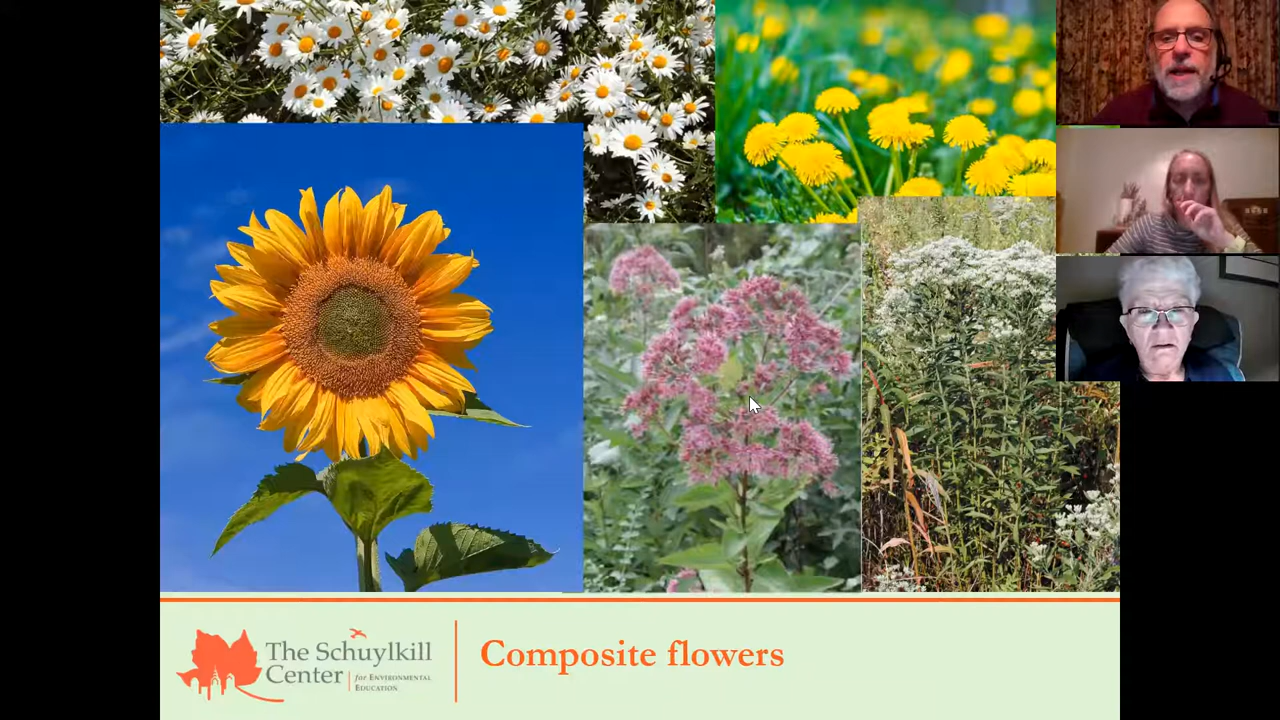 The Schuylkill
Center
for ENVIRONMENTAL
EDUCATION
Composite flowers